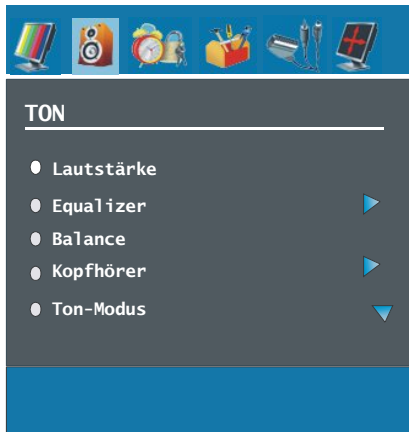 TON
Lautstärke
Equalizer
Balance
Kopfhörer
Ton-Modus